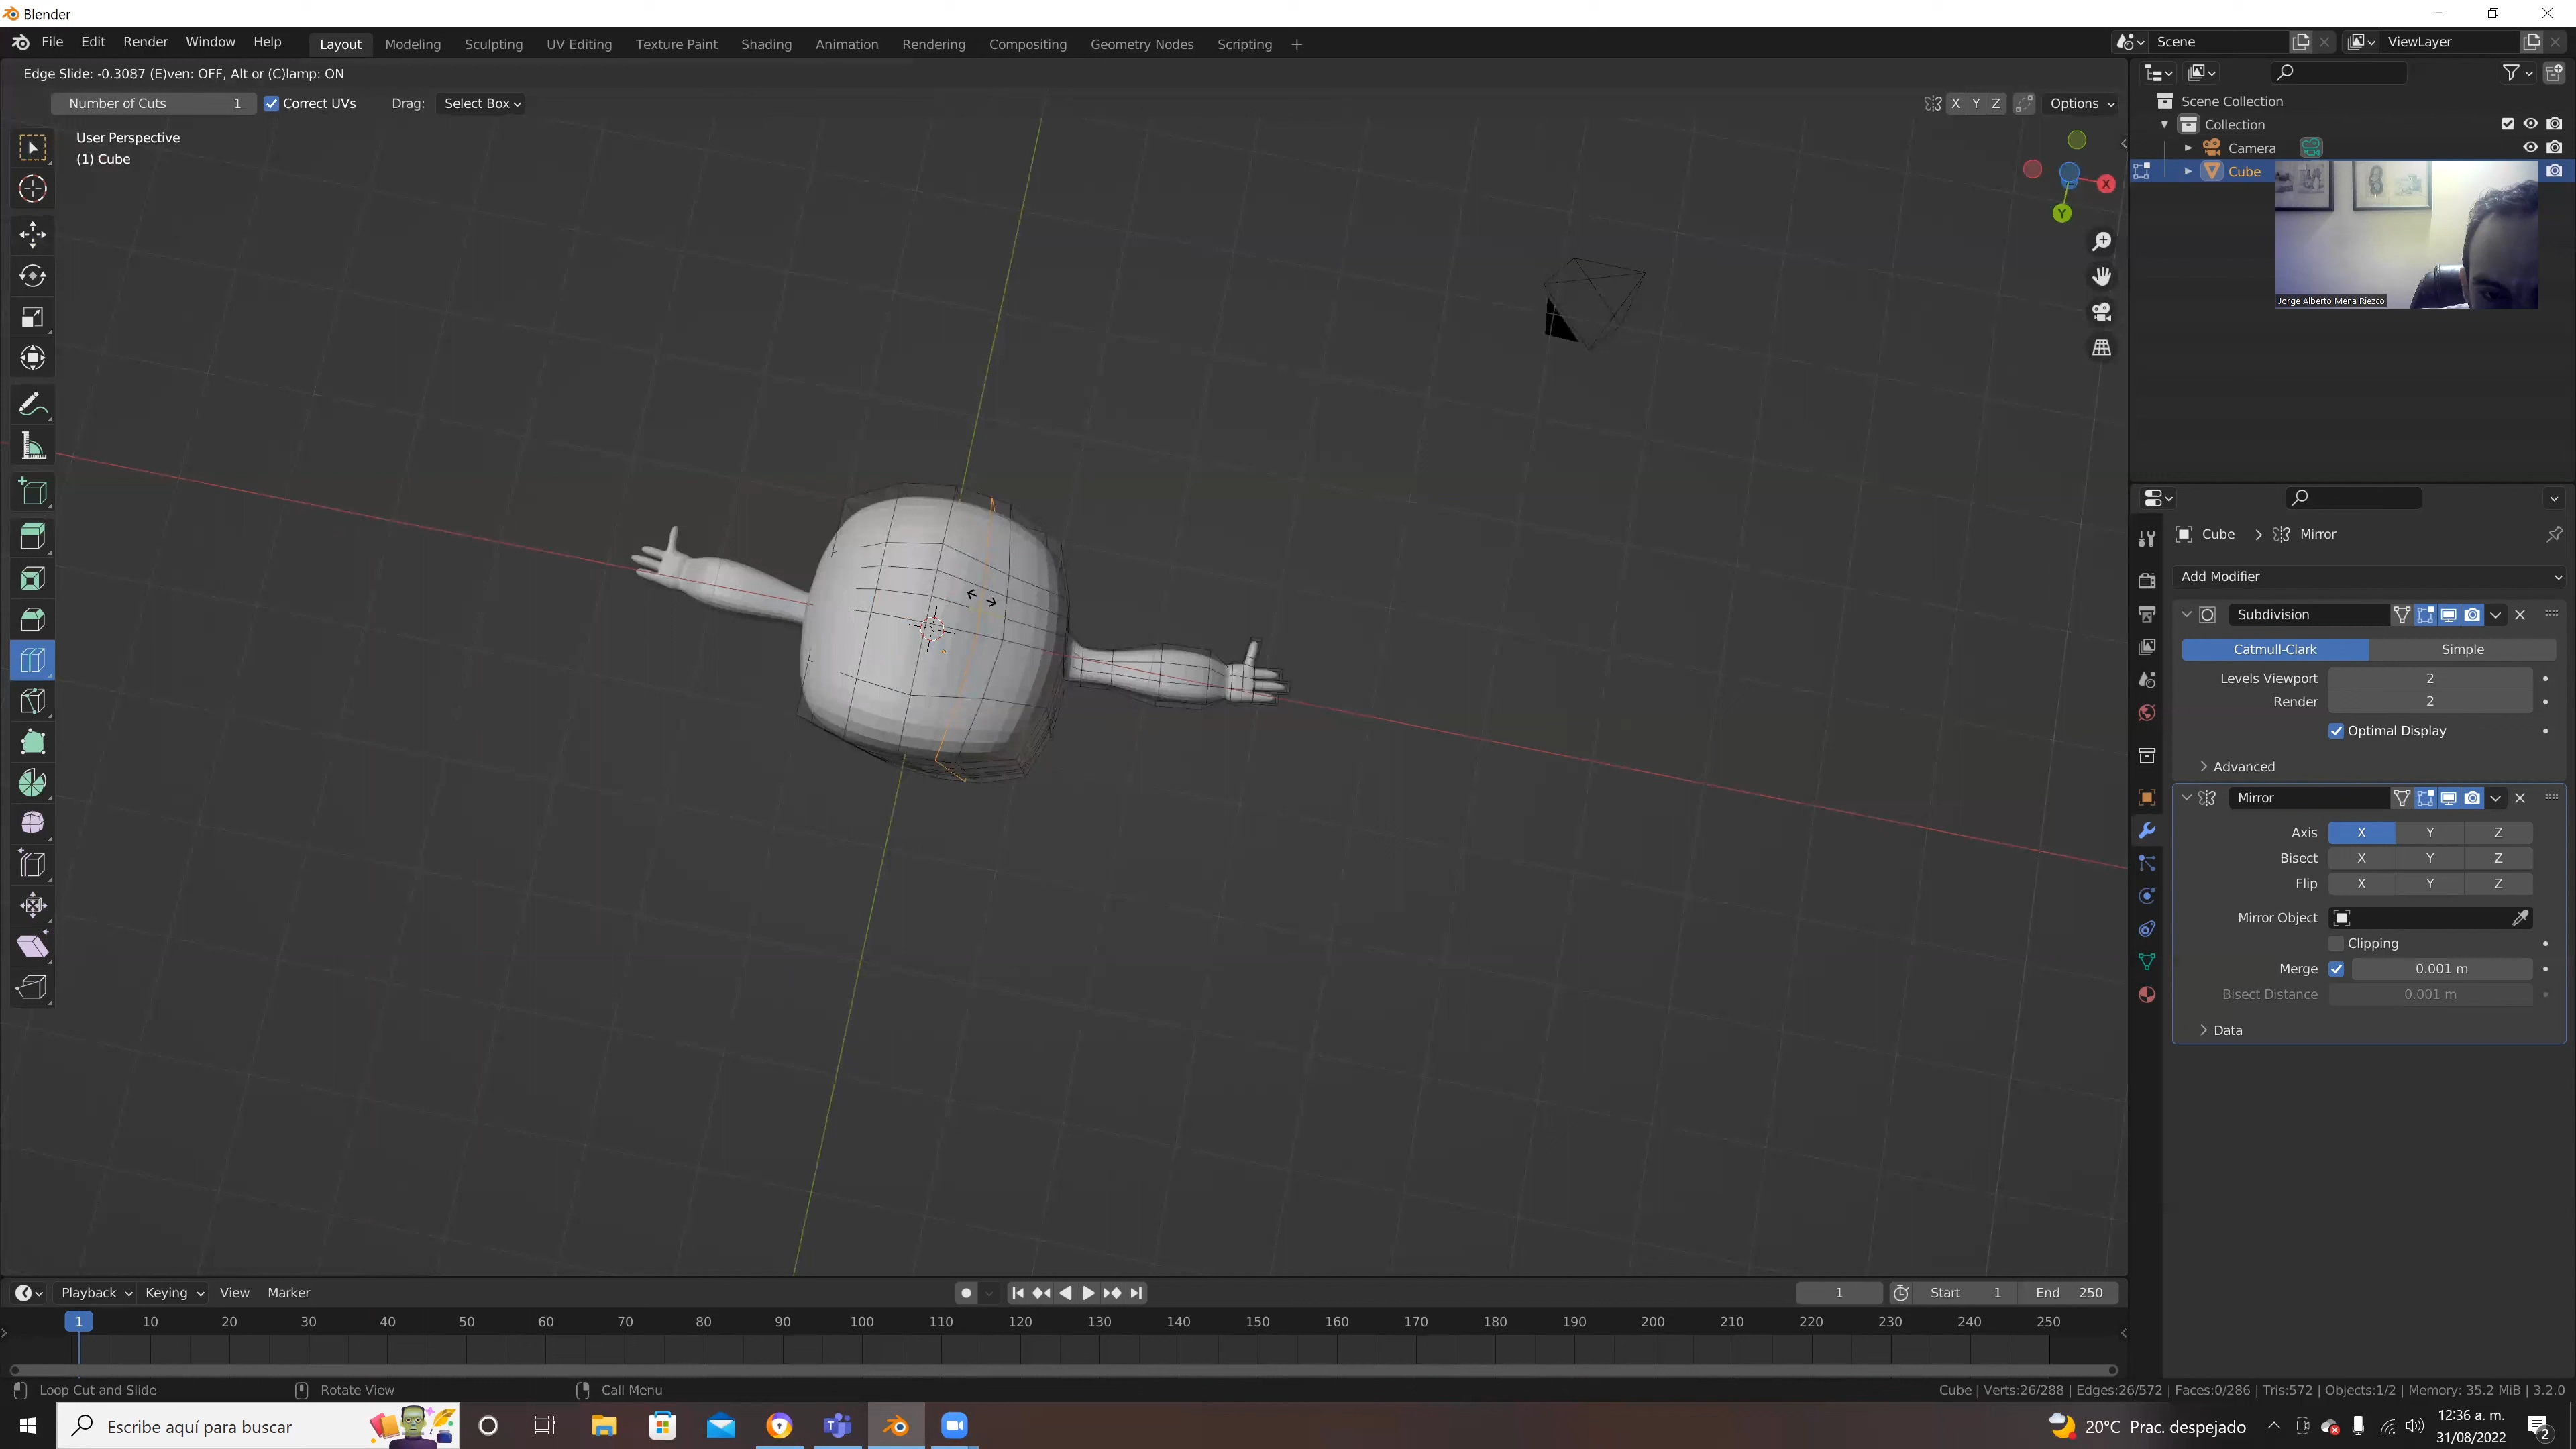 Blender
File Edit Render Window Help Layout Modeling Sculpting UV Editing Texture Paint Shading Animation Rendering Compositing Geometry Nodes Scripting + Scene ViewLayer
Edge Slide: -0.3087 (E)ven: OFF, Alt or (C)lamp: ON
Number of Cuts 1 Correct UVs Drag: Select Box X Y Z Options
User Perspective
(1) Cube
X
Y
Scene Collection
Collection
Camera
Cube
Jorge Alberto Mena Riezco
Cube > Mirror
Add Modifier
Subdivision
Catmull-Clark Simple
Levels Viewport 2
Render 2
Optimal Display
Advanced
Mirror
Axis X Y Z
Bisect X Y Z
Flip X Y Z
Mirror Object
Clipping
Merge 0.001 m
Bisect Distance 0.001 m
Data
Playback Keying View Marker 1 Start 1 End 250
1 10 20 30 40 50 60 70 80 90 100 110 120 130 140 150 160 170 180 190 200 210 220 230 240 250
Loop Cut and Slide Rotate View Call Menu Cube | Verts:26/288 | Edges:26/572 | Faces:0/286 | Tris:572 | Objects:1/2 | Memory: 35.2 MiB | 3.2.0
Escribe aquí para buscar 20°C Prac. despejado 12:36 a. m.
31/08/2022 2